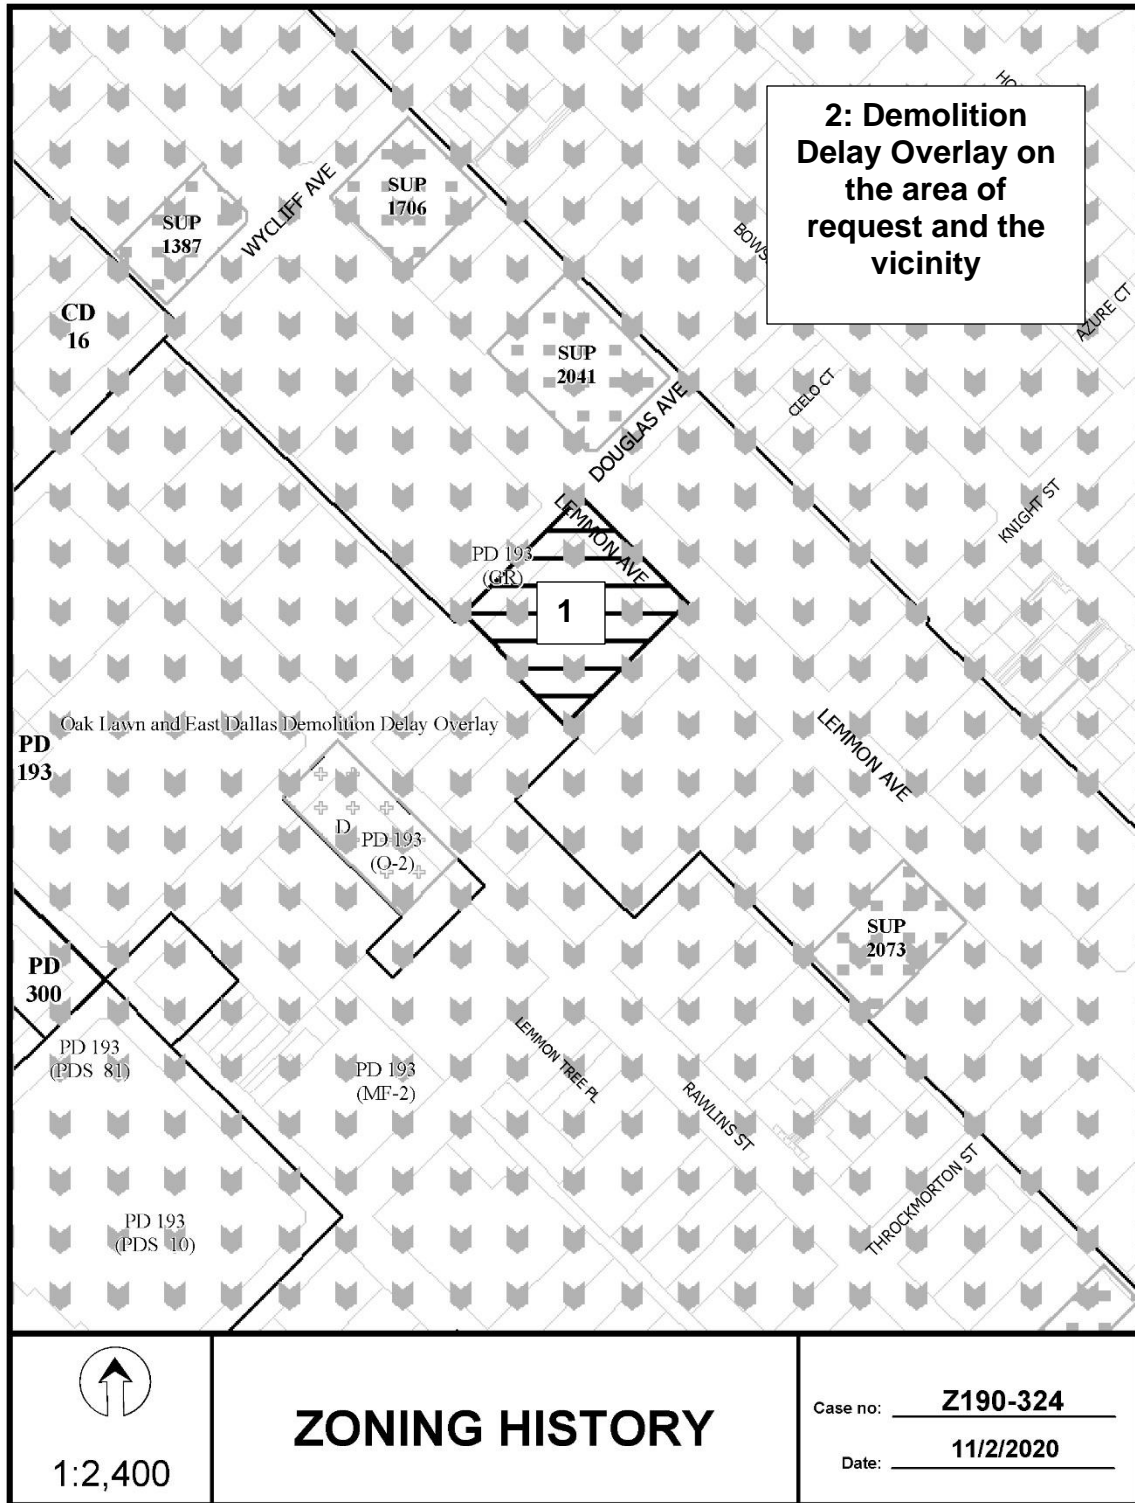 2: Demolition
Delay Overlay on
the area of
request and the
vicinity
SUP
1706
WYCLIFF AVE
SUP
1387
CD
16
AZURE CT
SUP
2041
CIELO CT
DOUGLAS AVE
KNIGHT ST
LEMMON AVE
PD 193
(GR)
1
Oak Lawn and East Dallas Demolition Delay Overlay
PD
193
LEMMON AVE
D
PD 193
(O-2)
SUP
2073
PD
300
PD 193
(PDS 81)
PD 193
(MF-2)
LEMMON TREE PL
RAWLINS ST
THROCKMORTON ST
PD 193
(PDS 10)
1:2,400
ZONING HISTORY
Case no: Z190-324
Date: 11/2/2020